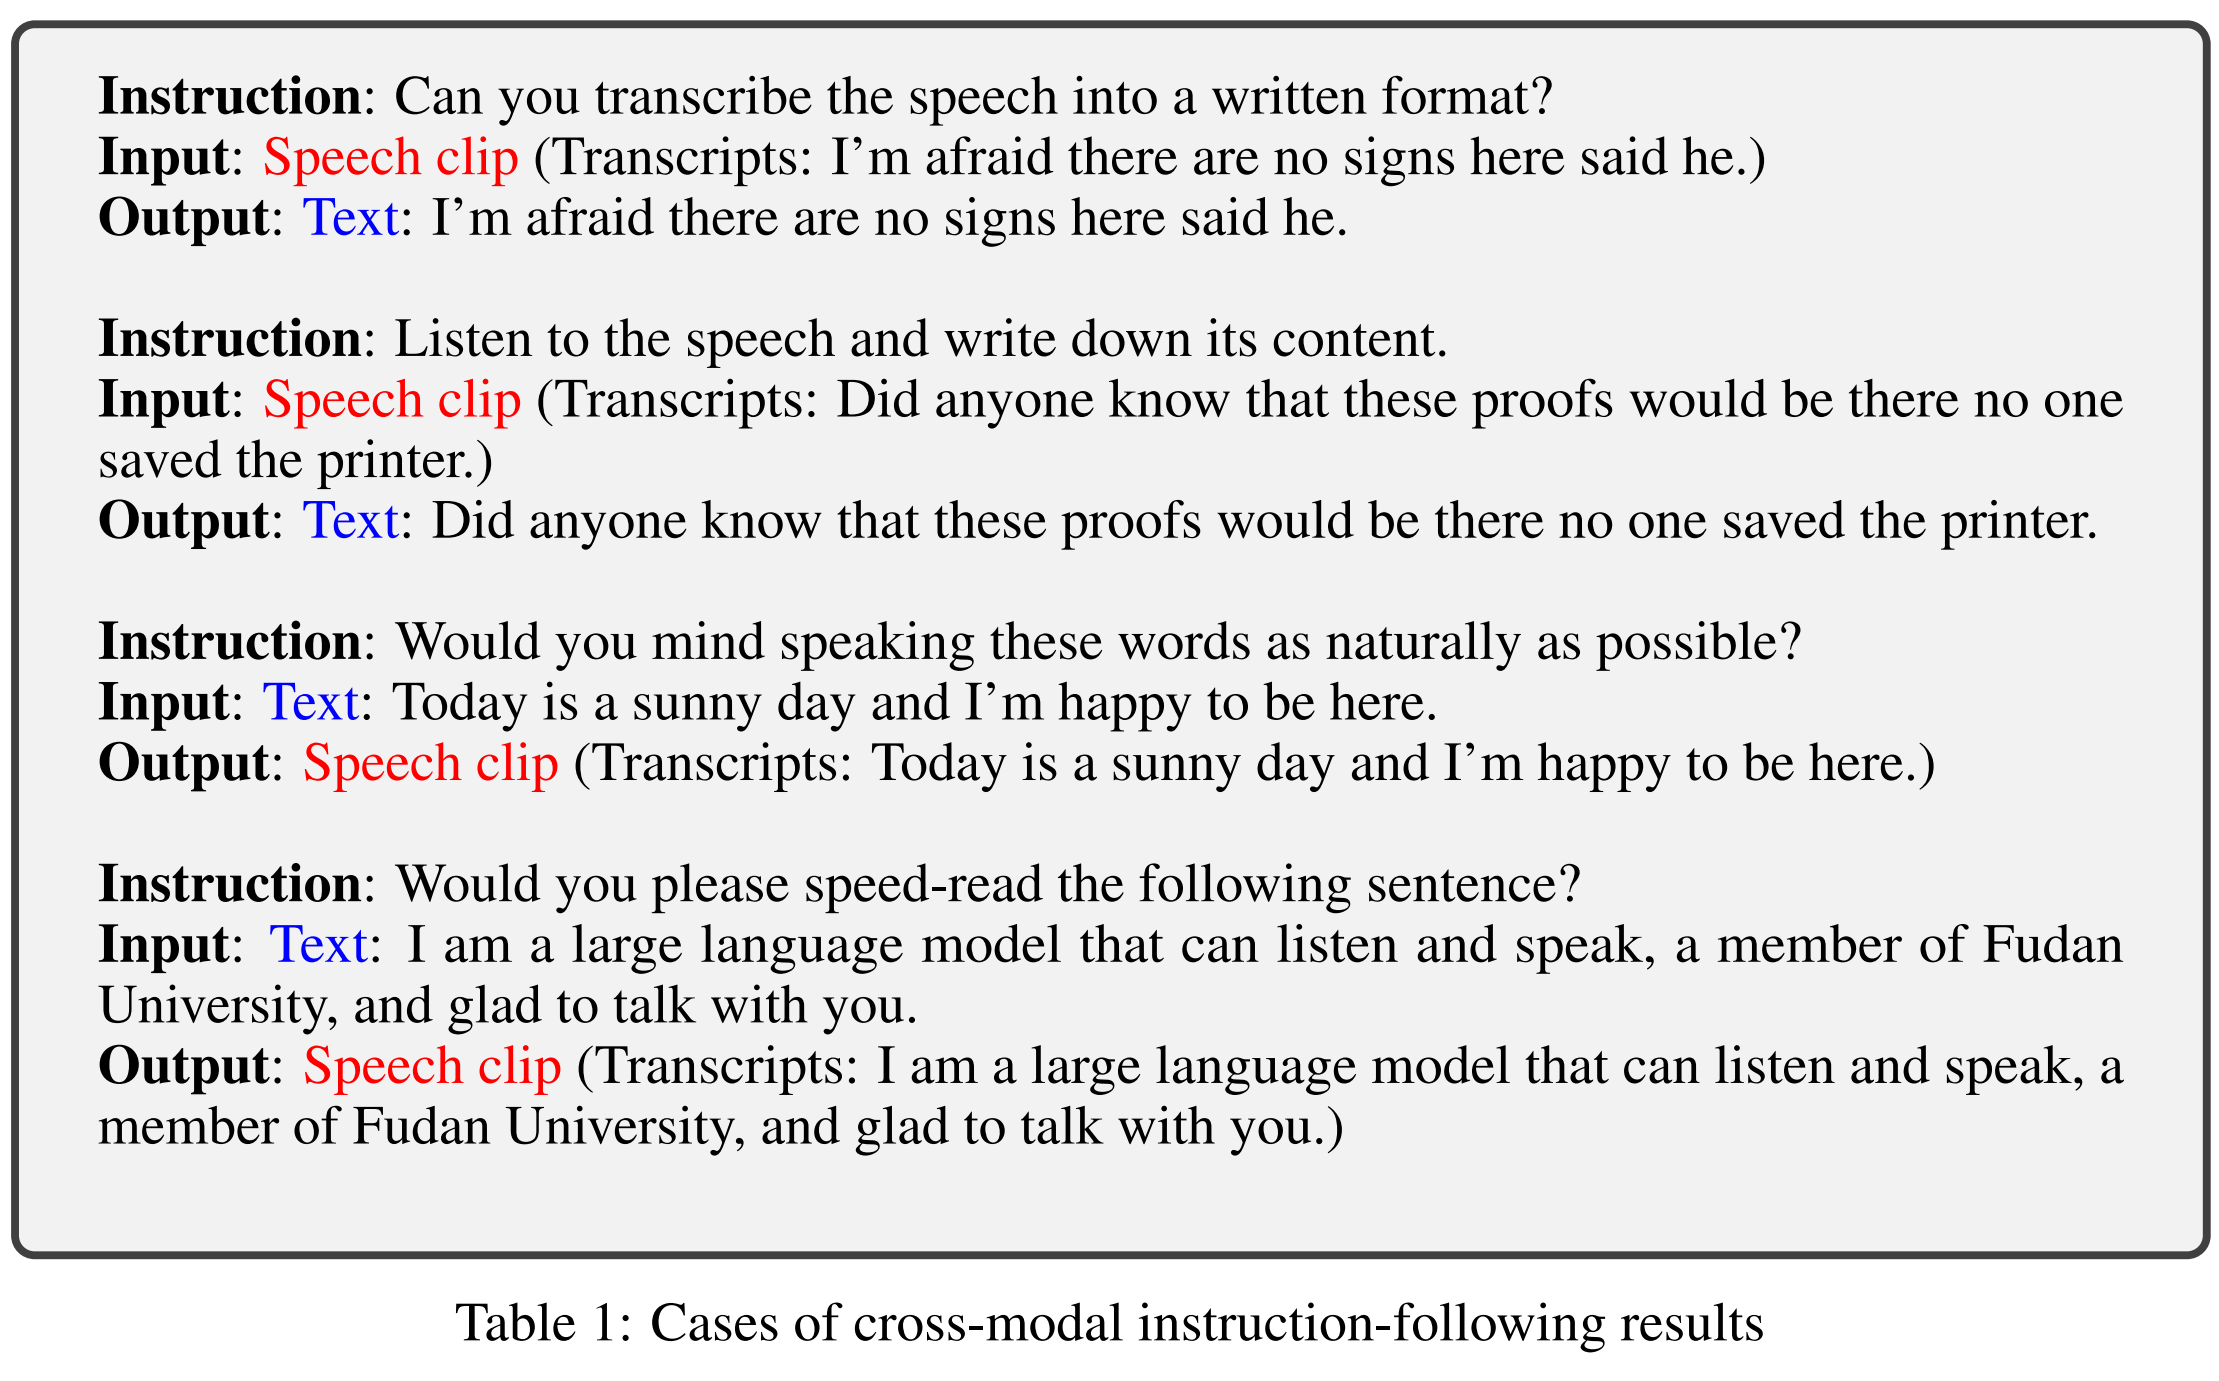 Instruction: Can you transcribe the speech into a written format?
Input: Speech clip (Transcripts: I’m afraid there are no signs here said he.)
Output: Text: I’m afraid there are no signs here said he.
Instruction: Listen to the speech and write down its content.
Input: Speech clip (Transcripts: Did anyone know that these proofs would be there no one
saved the printer.)
Output: Text: Did anyone know that these proofs would be there no one saved the printer.
Instruction: Would you mind speaking these words as naturally as possible?
Input: Text: Today is a sunny day and I’m happy to be here.
Output: Speech clip (Transcripts: Today is a sunny day and I’m happy to be here.)
Instruction: Would you please speed-read the following sentence?
Input: Text: I am a large language model that can listen and speak, a member of Fudan
University, and glad to talk with you.
Output: Speech clip (Transcripts: I am a large language model that can listen and speak, a
member of Fudan University, and glad to talk with you.)
Table 1: Cases of cross-modal instruction-following results